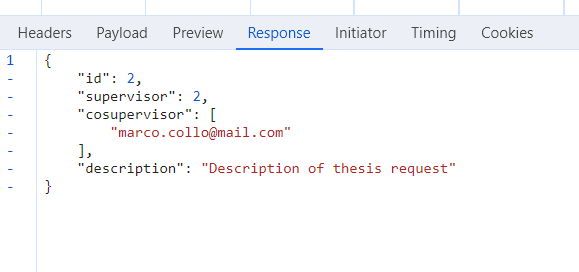 Headers Payload Preview Response Initiator Timing Cookies
1 {
- "id": 2,
- "supervisor": 2,
- "cosupervisor": [
- "marco.collo@mail.com"
- ],
- "description": "Description of thesis request"
- }